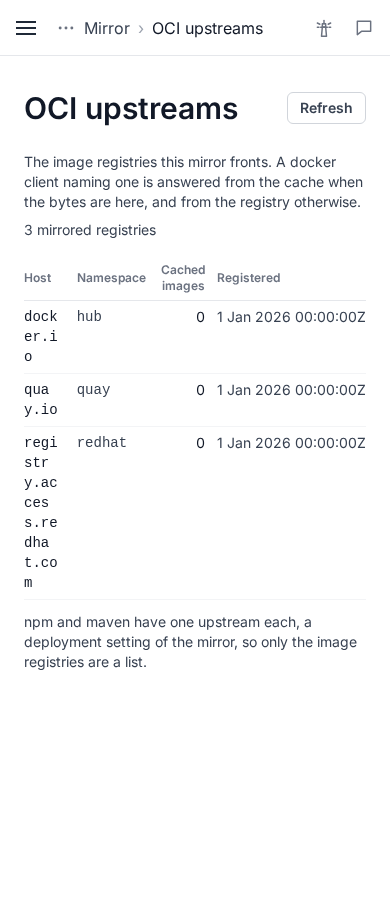 Mirror › OCI upstreams
OCI upstreams
Refresh
The image registries this mirror fronts. A docker
client naming one is answered from the cache when
the bytes are here, and from the registry otherwise.
3 mirrored registries
Host Namespace Cached images Registered
dock
er.i
o
hub 0 1 Jan 2026 00:00:00Z
qua
y.io
quay 0 1 Jan 2026 00:00:00Z
regi
str
y.ac
ces
s.re
dha
t.co
m
redhat 0 1 Jan 2026 00:00:00Z
npm and maven have one upstream each, a
deployment setting of the mirror, so only the image
registries are a list.